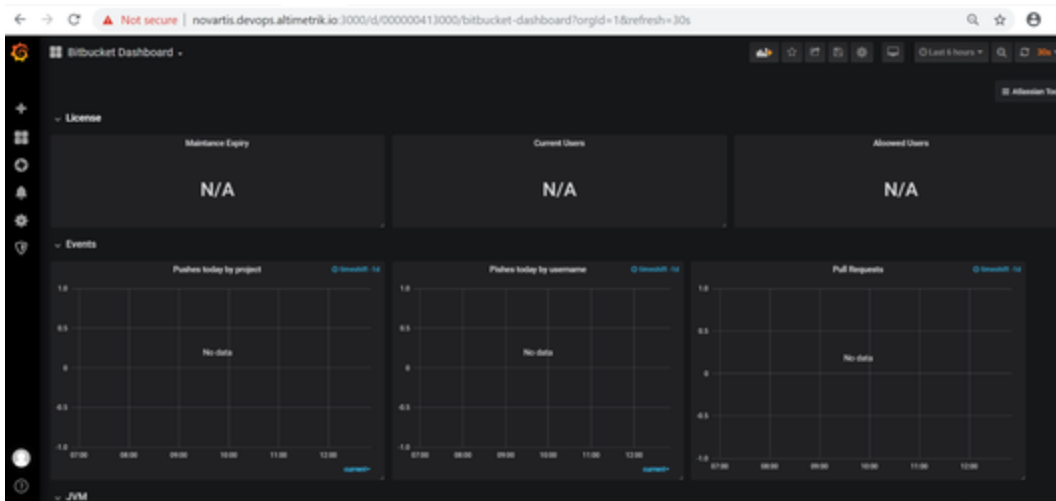 Not secure | novartis.devops.altimetrik.io:3000/d/000000413000/bitbucket-dashboard?orgId=1&refresh=30s
Bitbucket Dashboard
Last 6 hours 30s
Atlassian Too
License
Maintance Expiry Current Users Aloowed Users
N/A N/A N/A
Events
Pushes today by project timeshift -1d Pishes today by username timeshift -1d Pull Requests timeshift -1d
1.0 1.0 1.0
0.5 0.5 0.5
No data No data No data
0 0 0
-0.5 -0.5 -0.5
-1.0 -1.0 -1.0
07:00 08:00 09:00 10:00 11:00 12:00 07:00 08:00 09:00 10:00 11:00 12:00 07:00 08:00 09:00 10:00 11:00 12:00
current current
JVM